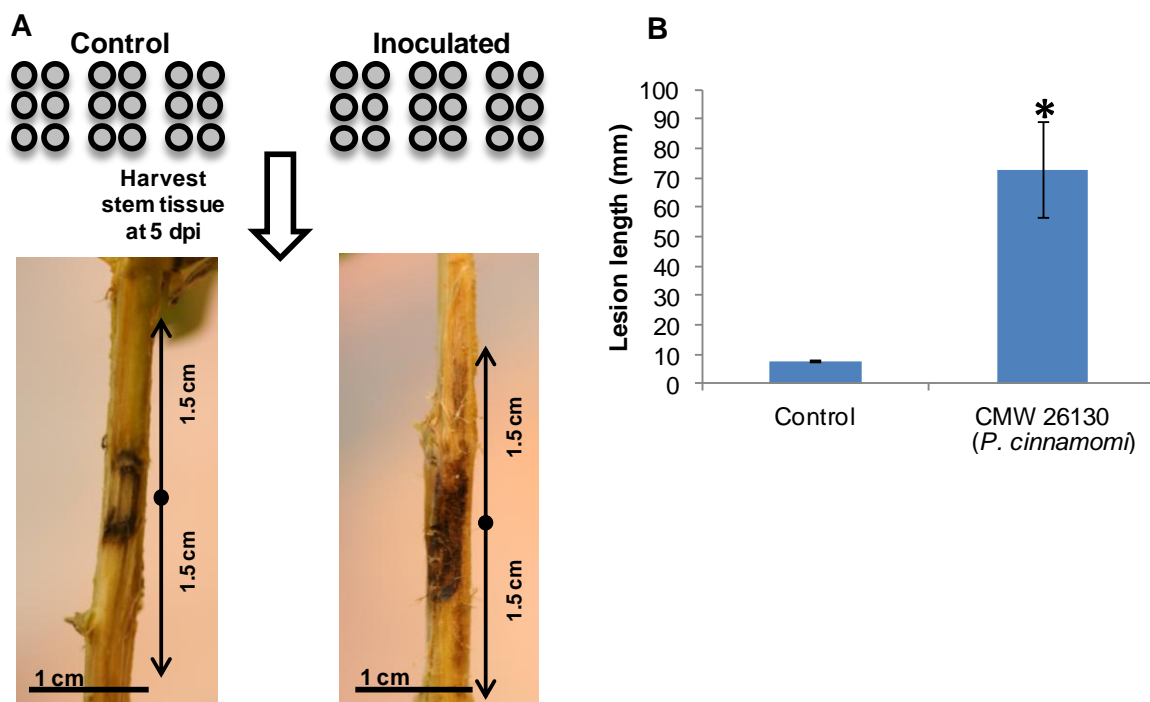 A
Control
Inoculated
Harvest
stem tissue
at 5 dpi
1.5 cm
1.5 cm
1 cm
1.5 cm
1.5 cm
1 cm
B
Lesion length (mm)
100
90
80
70
60
50
40
30
20
10
0
*
Control
CMW 26130
(P. cinnamomi)